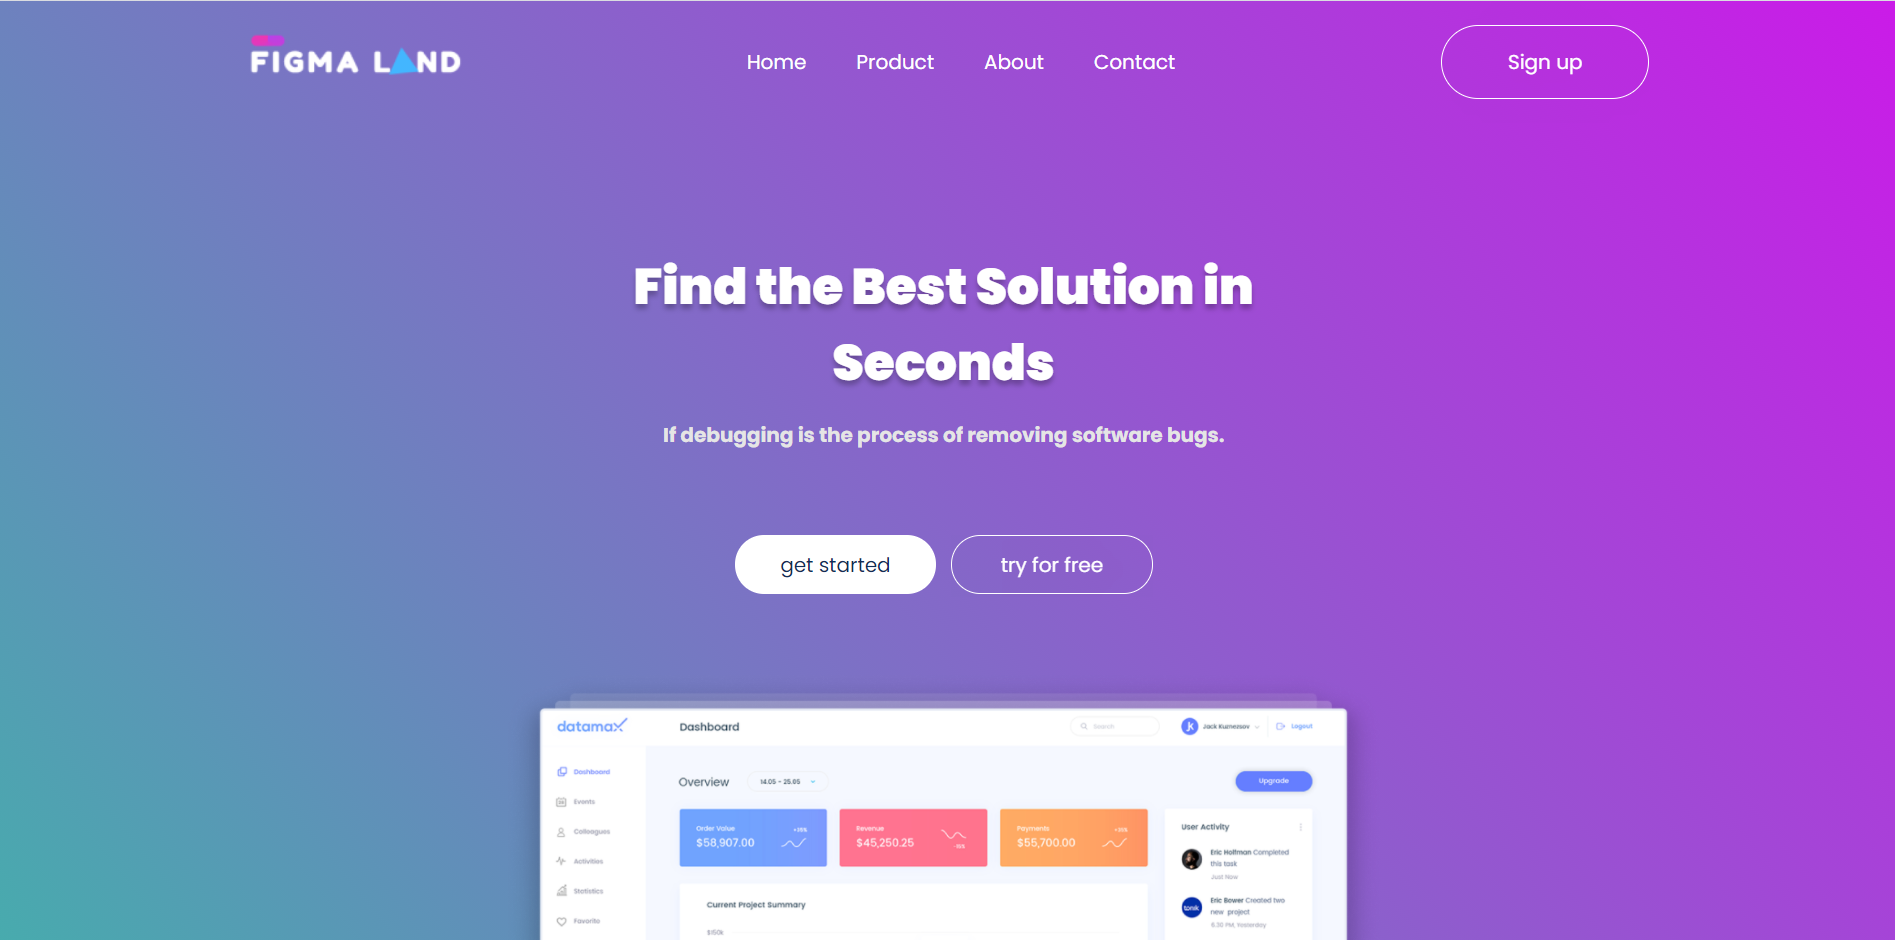 FIGMA LAND
Home Product About Contact
Sign up
Find the Best Solution in
Seconds
If debugging is the process of removing software bugs.
get started
try for free
datamax
Dashboard
Search
JK
Jack Kurnezsov
Logout
Dashboard
Events
Colleagues
Activities
Statistics
Favorito
Overview
14.05 - 25.05
Upgrade
Order Value
$58,907.00
Revenue
$45,250.25
Payments
$55,700.00
Current Project Summary
$150k
User Activity
Eric Hoffman Completed
this task
Just Now
tonik
Eric Bower Created two
new project
6.30 PM, Yesterday